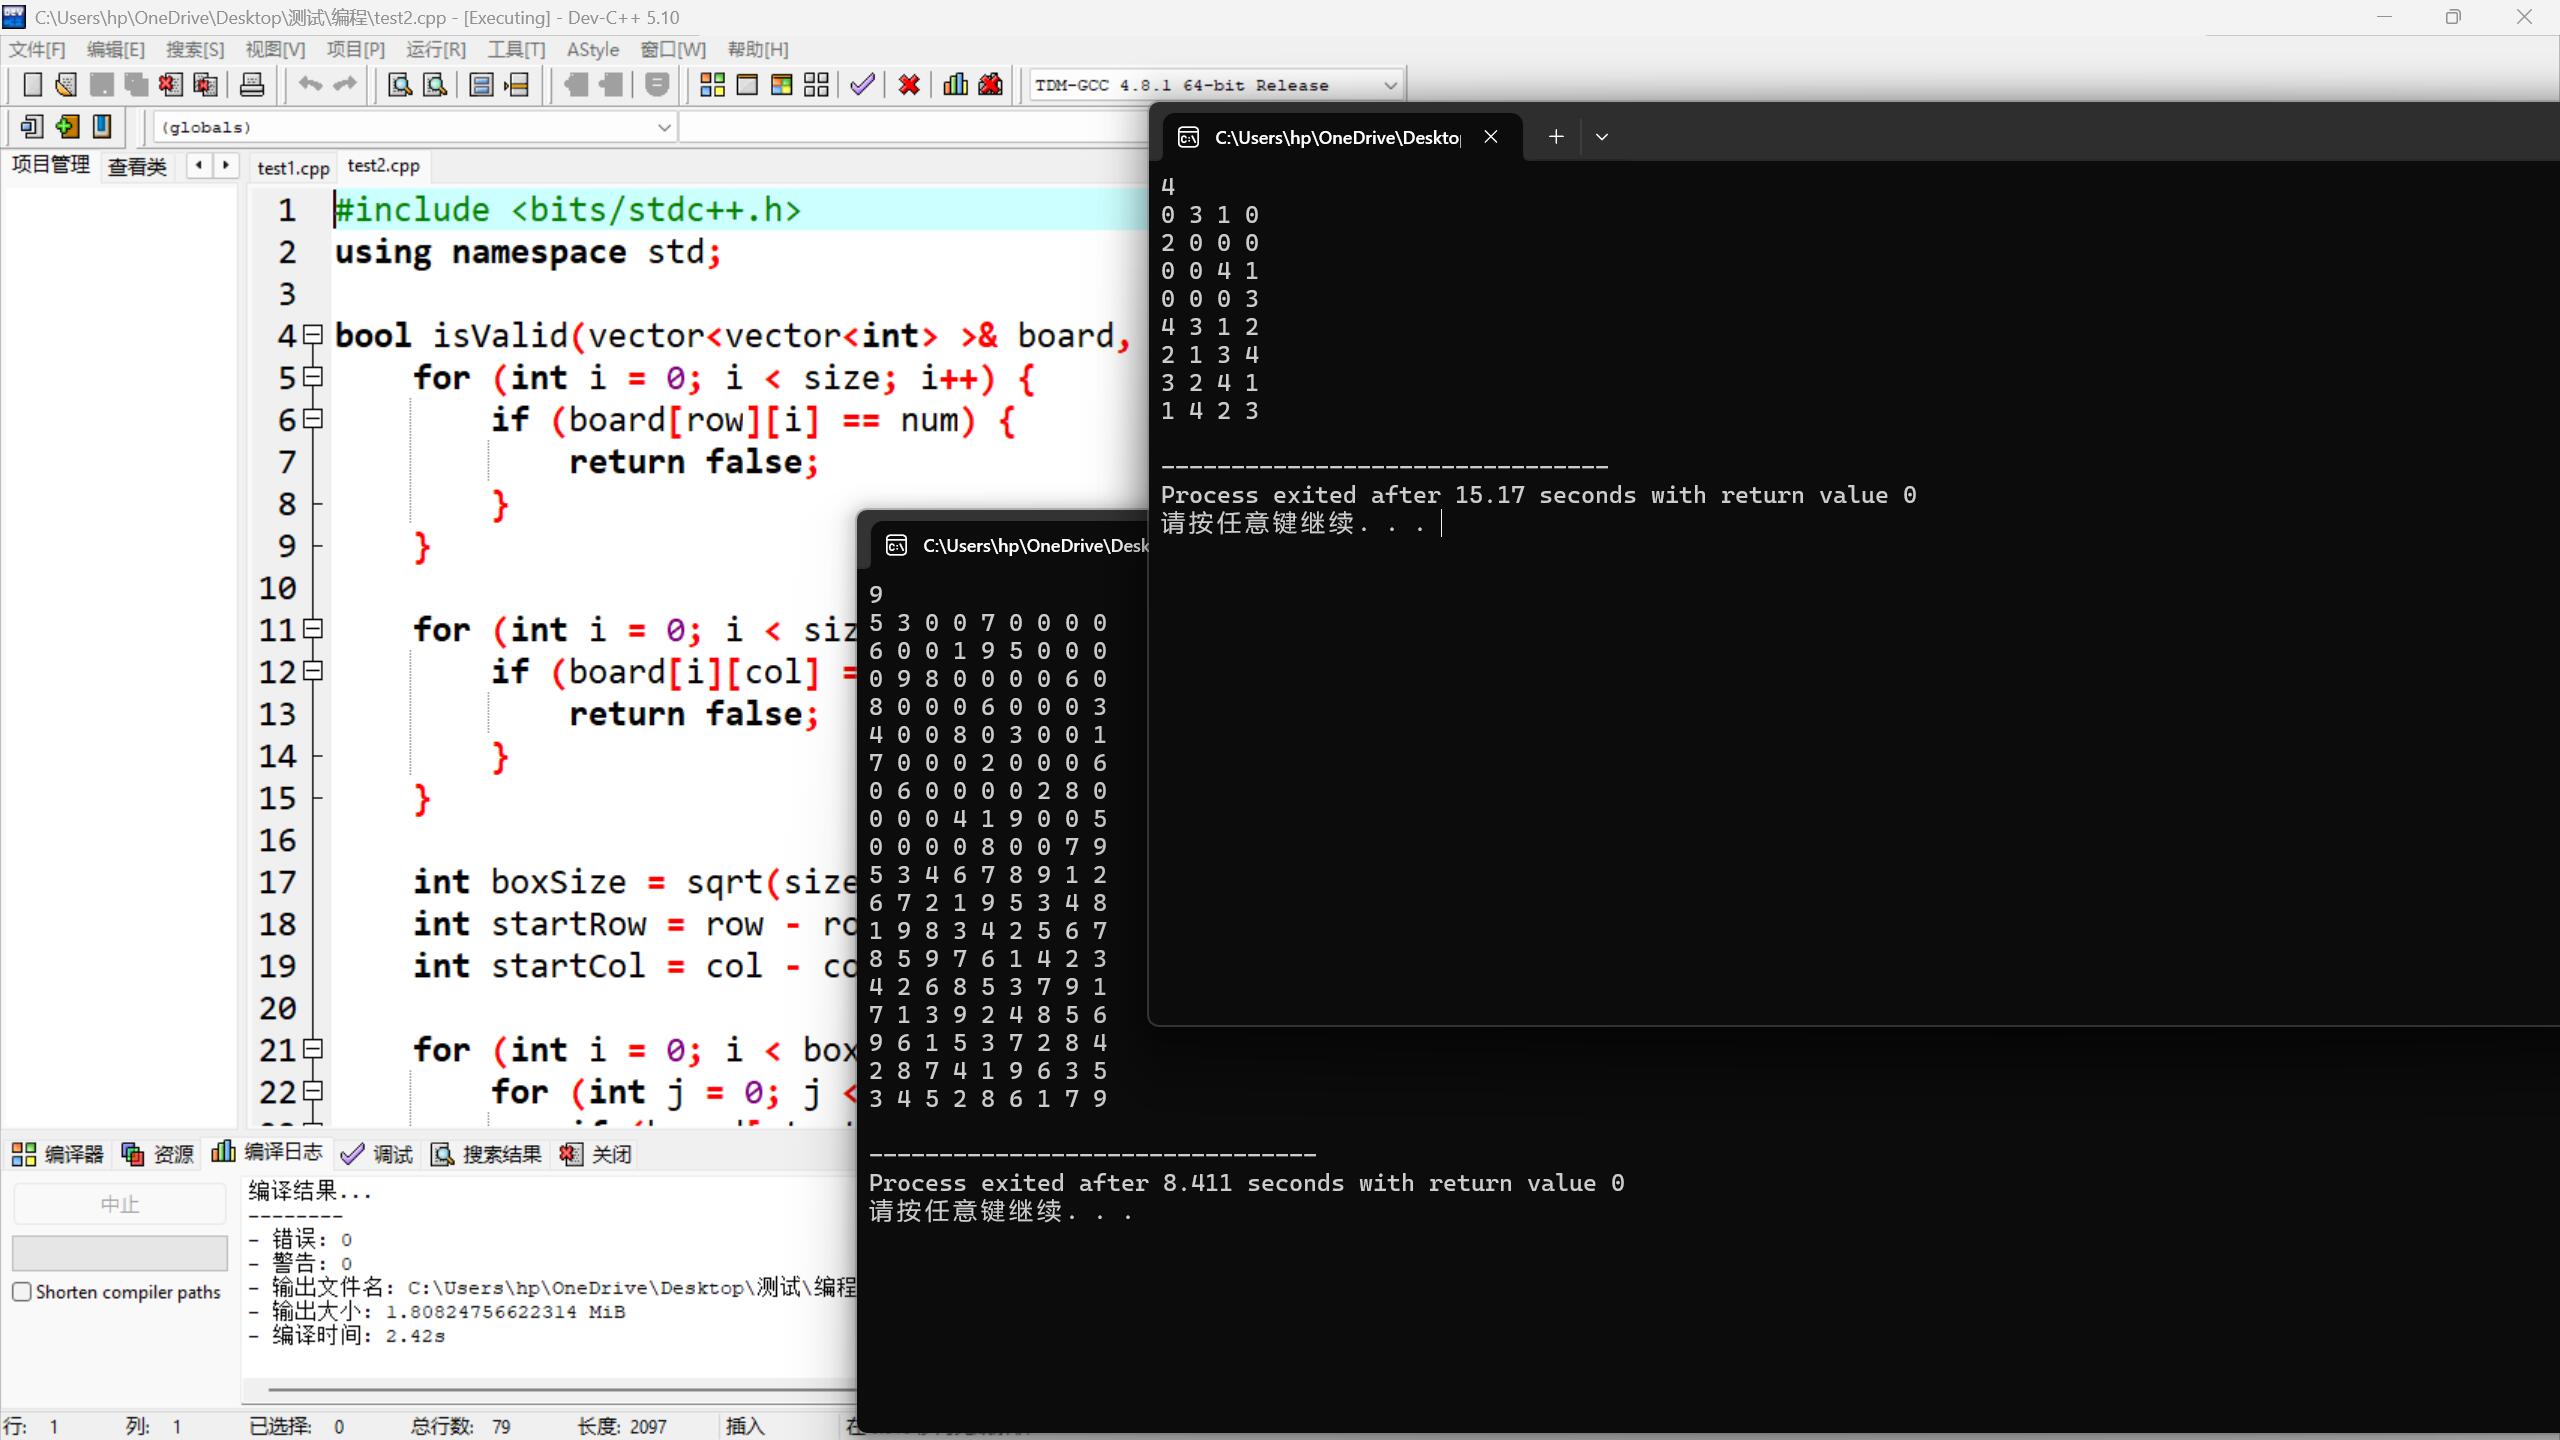 C:\Users\hp\OneDrive\Desktop\测试\编程\test2.cpp - [Executing] - Dev-C++ 5.10
文件[F] 编辑[E] 搜索[S] 视图[V] 项目[P] 运行[R] 工具[T] AStyle 窗口[W] 帮助[H]
TDM-GCC 4.8.1 64-bit Release
(globals)
项目管理 查看类
test1.cpp test2.cpp
1 #include <bits/stdc++.h>
2 using namespace std;
3
4 bool isValid(vector<vector<int> >& board,
5 for (int i = 0; i < size; i++) {
6 if (board[row][i] == num) {
7 return false;
8 }
9 }
10
11 for (int i = 0; i < siz
12 if (board[i][col] =
13 return false;
14 }
15 }
16
17 int boxSize = sqrt(size
18 int startRow = row - ro
19 int startCol = col - co
20
21 for (int i = 0; i < box
22 for (int j = 0; j <
C:\Users\hp\OneDrive\Deskto
4
0 3 1 0
2 0 0 0
0 0 4 1
0 0 0 3
4 3 1 2
2 1 3 4
3 2 4 1
1 4 2 3
--------------------------------
Process exited after 15.17 seconds with return value 0
请按任意键继续. . .
C:\Users\hp\OneDrive\Desk
9
5 3 0 0 7 0 0 0 0
6 0 0 1 9 5 0 0 0
0 9 8 0 0 0 0 6 0
8 0 0 0 6 0 0 0 3
4 0 0 8 0 3 0 0 1
7 0 0 0 2 0 0 0 6
0 6 0 0 0 0 2 8 0
0 0 0 4 1 9 0 0 5
0 0 0 0 8 0 0 7 9
5 3 4 6 7 8 9 1 2
6 7 2 1 9 5 3 4 8
1 9 8 3 4 2 5 6 7
8 5 9 7 6 1 4 2 3
4 2 6 8 5 3 7 9 1
7 1 3 9 2 4 8 5 6
9 6 1 5 3 7 2 8 4
2 8 7 4 1 9 6 3 5
3 4 5 2 8 6 1 7 9
--------------------------------
Process exited after 8.411 seconds with return value 0
请按任意键继续. . .
编译器 资源 编译日志 调试 搜索结果 关闭
中止
Shorten compiler paths
编译结果...
--------
- 错误: 0
- 警告: 0
- 输出文件名: C:\Users\hp\OneDrive\Desktop\测试\编程
- 输出大小: 1.80824756622314 MiB
- 编译时间: 2.42s
行: 1 列: 1 已选择: 0 总行数: 79 长度: 2097 插入